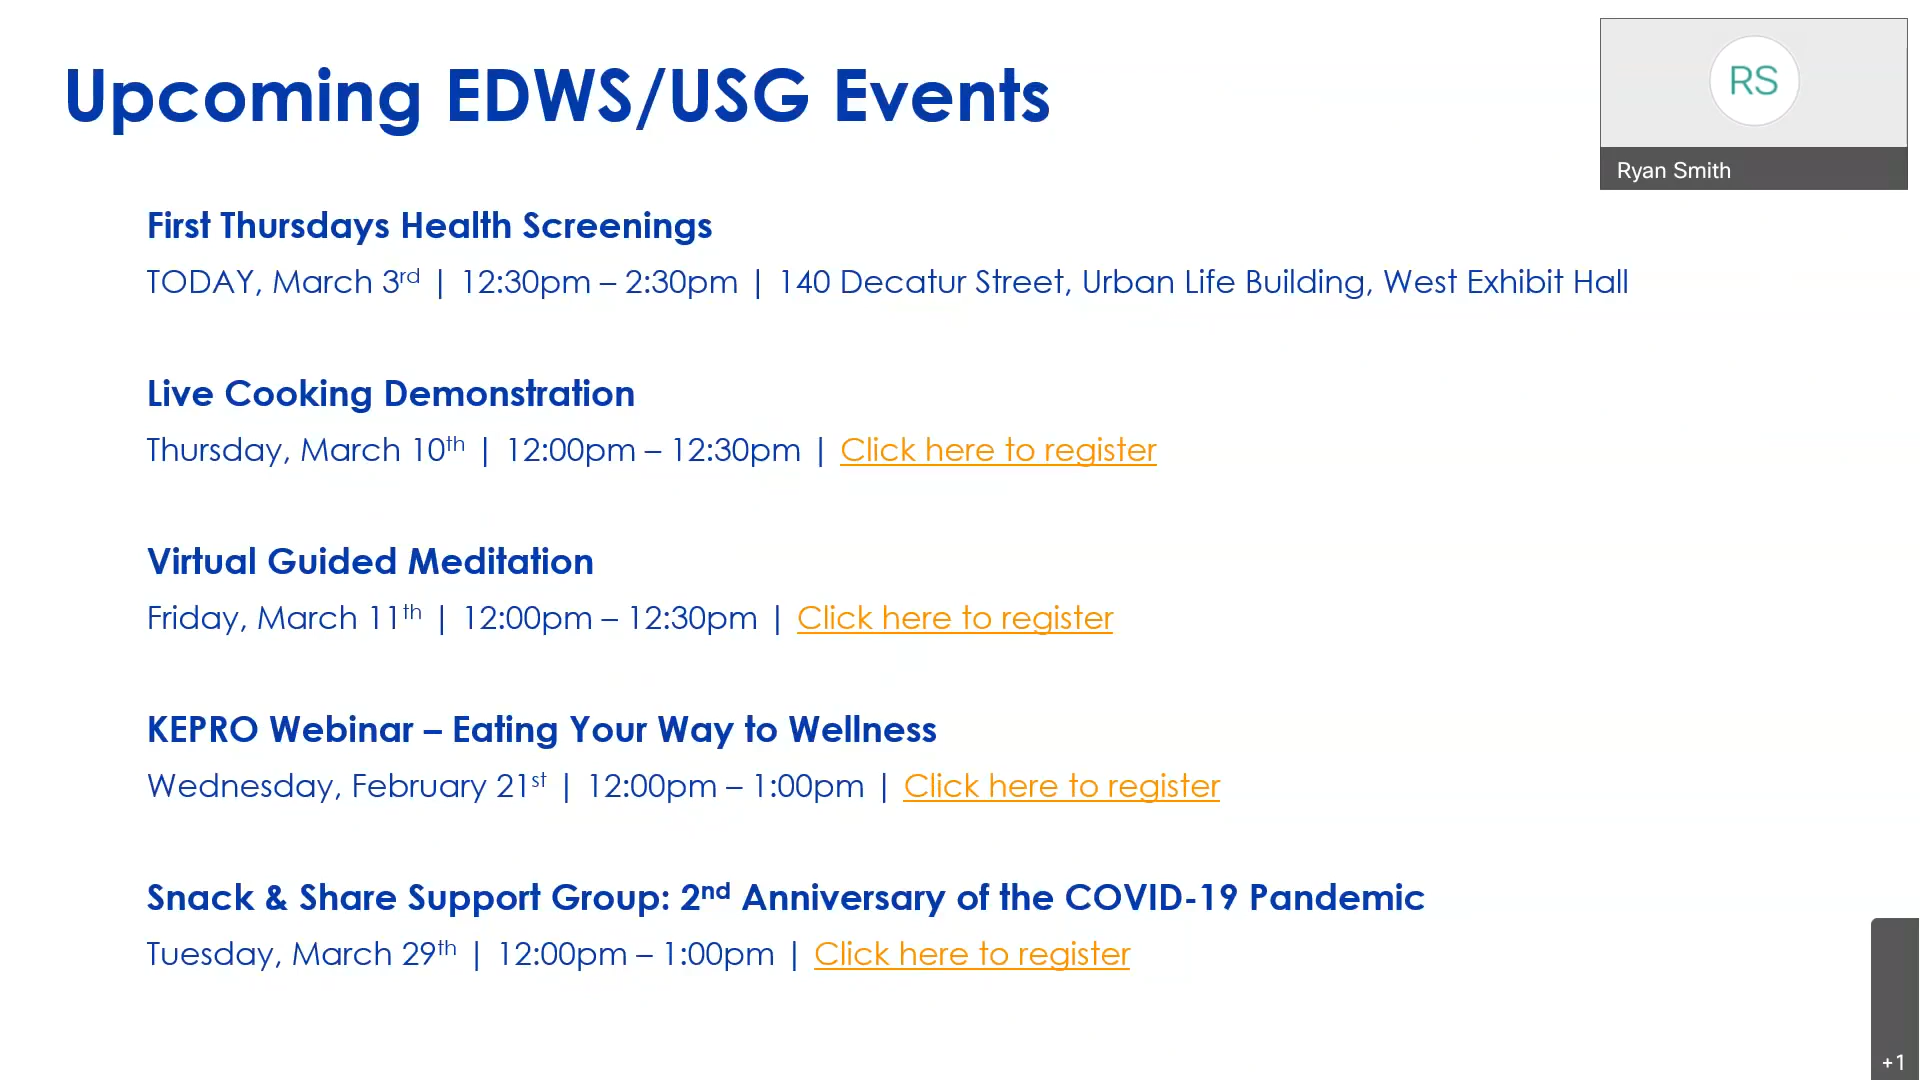 Upcoming EDWS/USG Events
RS
Ryan Smith
First Thursdays Health Screenings
TODAY, March 3rd | 12:30pm – 2:30pm | 140 Decatur Street, Urban Life Building, West Exhibit Hall
Live Cooking Demonstration
Thursday, March 10th | 12:00pm – 12:30pm | Click here to register
Virtual Guided Meditation
Friday, March 11th | 12:00pm – 12:30pm | Click here to register
KEPRO Webinar – Eating Your Way to Wellness
Wednesday, February 21st | 12:00pm – 1:00pm | Click here to register
Snack & Share Support Group: 2nd Anniversary of the COVID-19 Pandemic
Tuesday, March 29th | 12:00pm – 1:00pm | Click here to register
+1